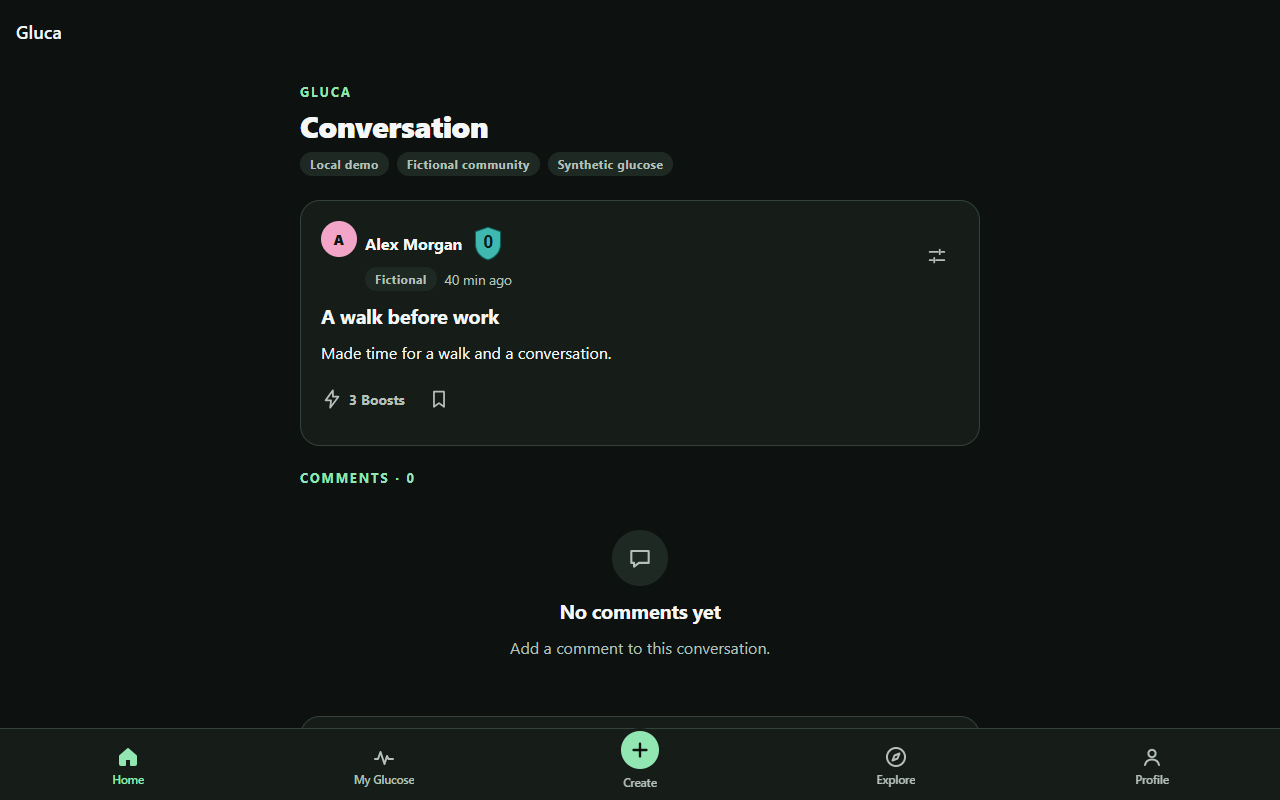 Gluca
GLUCA
Conversation
Local demo Fictional community Synthetic glucose
A Alex Morgan 0
Fictional 40 min ago
A walk before work
Made time for a walk and a conversation.
3 Boosts
COMMENTS · 0
No comments yet
Add a comment to this conversation.
Home My Glucose Create Explore Profile